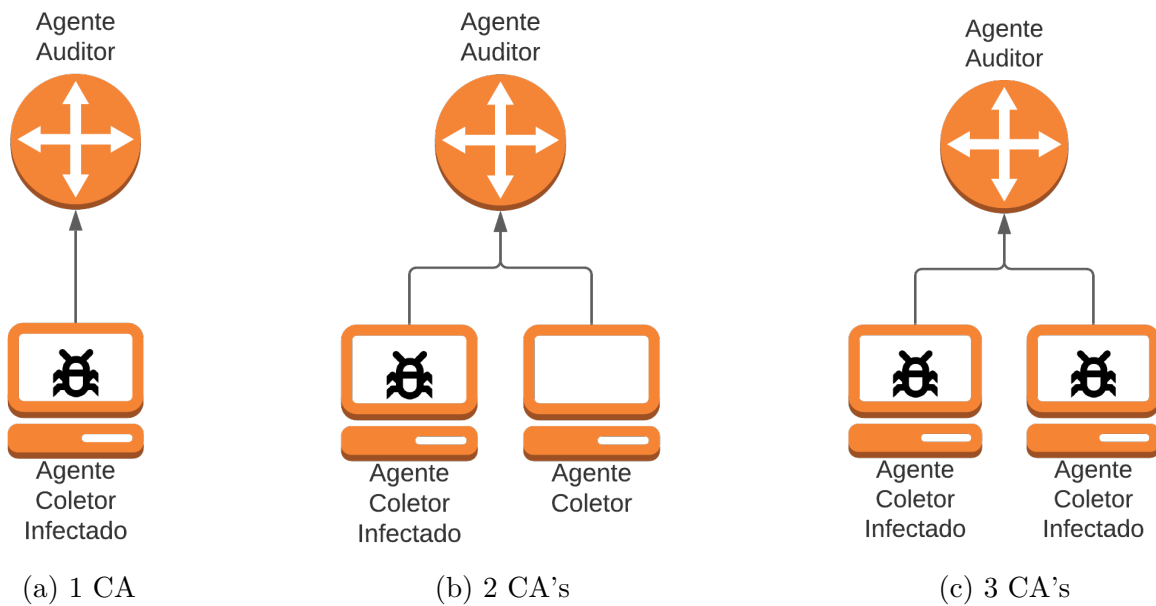 Agente
Auditor
Agente
Auditor
Agente
Auditor
Agente
Coletor
Infectado
Agente
Coletor
Infectado
Agente
Coletor
Agente
Coletor
Infectado
Agente
Coletor
Infectado
(a) 1 CA
(b) 2 CA's
(c) 3 CA's